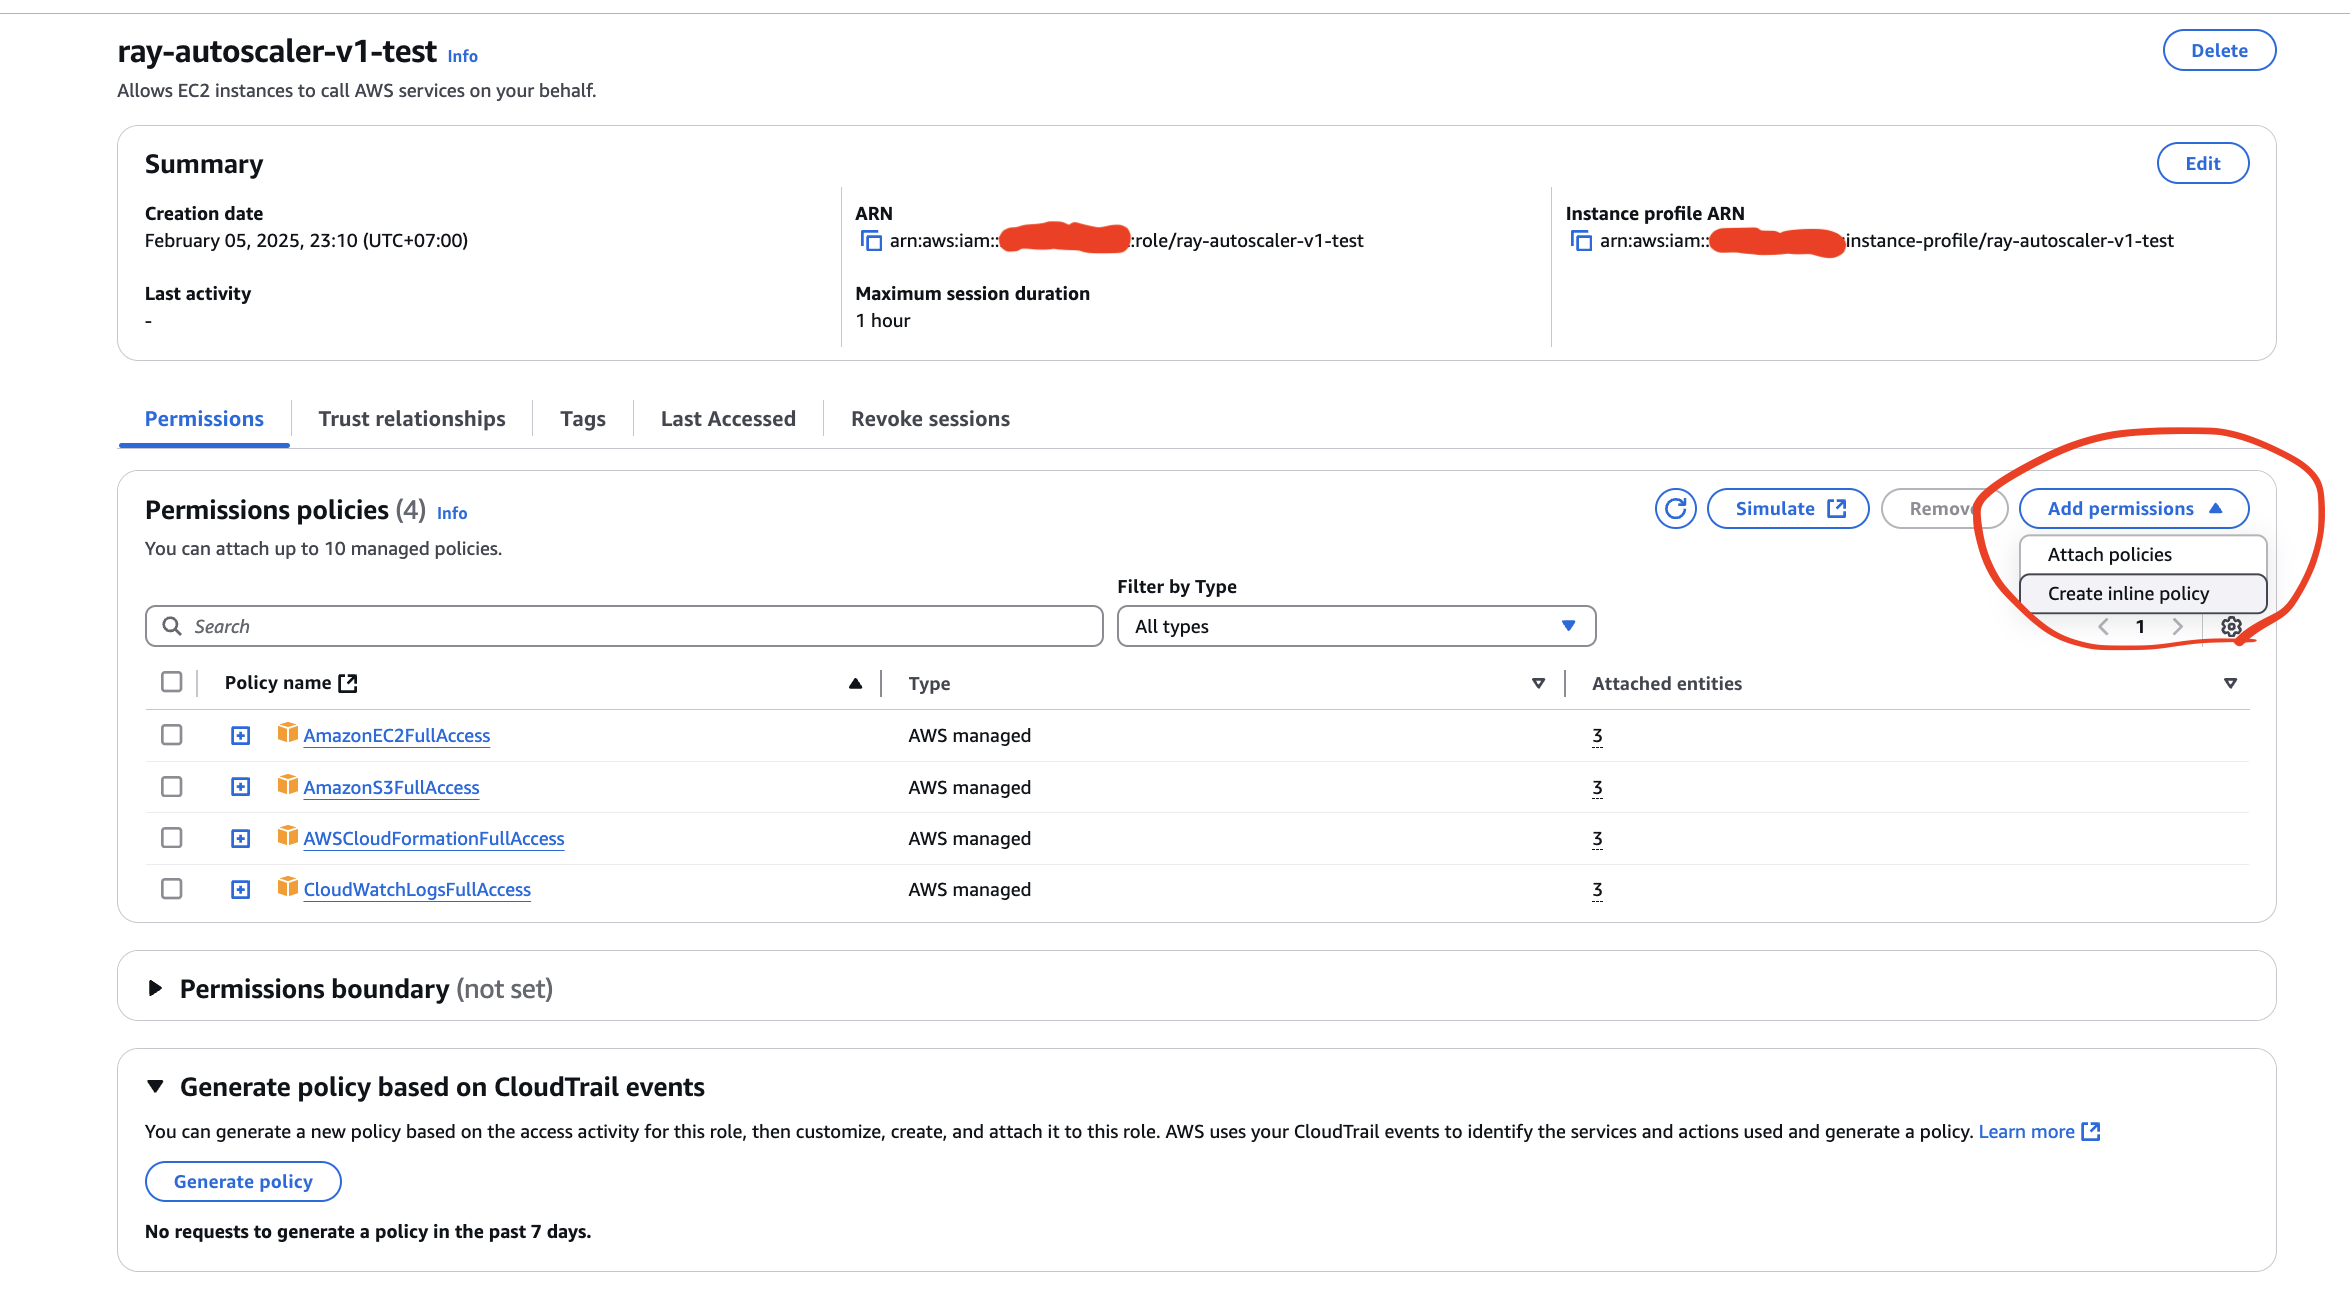 ray-autoscaler-v1-test Info
Delete
Allows EC2 instances to call AWS services on your behalf.
Summary
Edit
Creation date
February 05, 2025, 23:10 (UTC+07:00)
ARN
arn:aws:iam:: :role/ray-autoscaler-v1-test
Instance profile ARN
arn:aws:iam:: instance-profile/ray-autoscaler-v1-test
Last activity
-
Maximum session duration
1 hour
Permissions
Trust relationships
Tags
Last Accessed
Revoke sessions
Permissions policies (4) Info
Simulate
Remove
Add permissions
You can attach up to 10 managed policies.
Attach policies
Create inline policy
Filter by Type
Search
All types
1
Policy name
Type
Attached entities
AmazonEC2FullAccess AWS managed 3
AmazonS3FullAccess AWS managed 3
AWSCloudFormationFullAccess AWS managed 3
CloudWatchLogsFullAccess AWS managed 3
Permissions boundary (not set)
Generate policy based on CloudTrail events
You can generate a new policy based on the access activity for this role, then customize, create, and attach it to this role. AWS uses your CloudTrail events to identify the services and actions used and generate a policy. Learn more
Generate policy
No requests to generate a policy in the past 7 days.